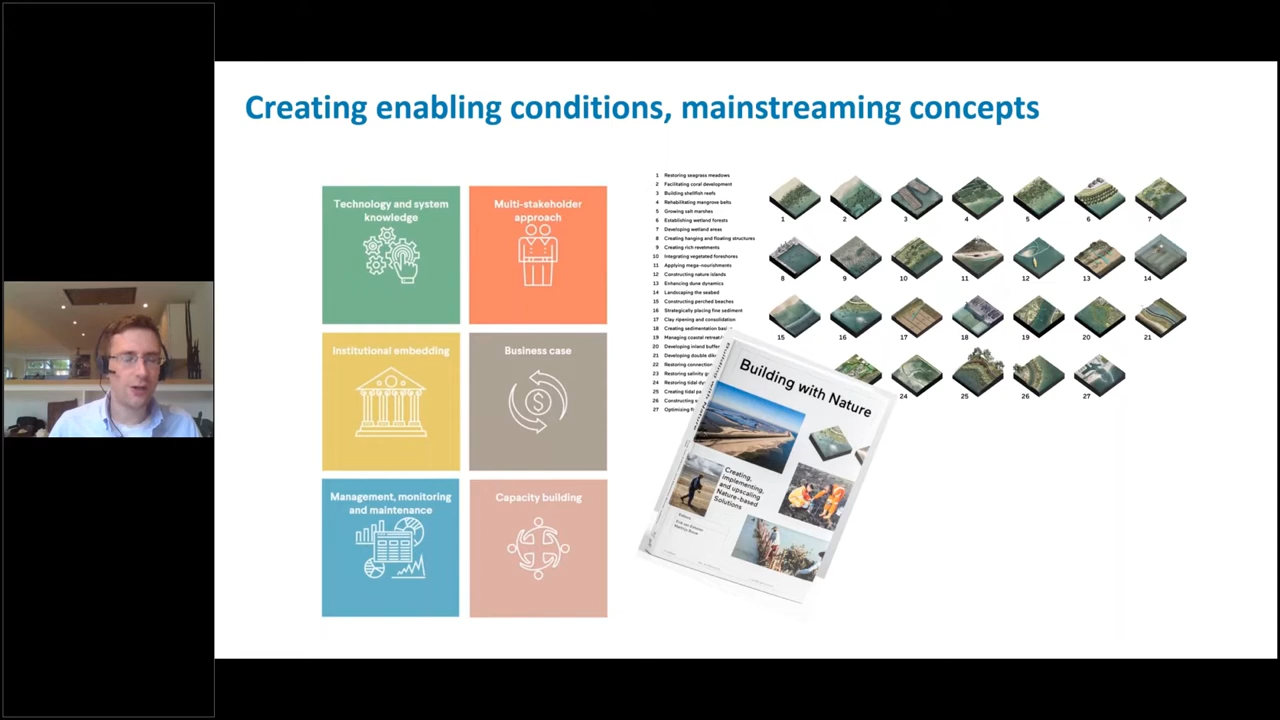 Creating enabling conditions, mainstreaming concepts
Technology and system
knowledge
Multi-stakeholder
approach
Institutional embedding
Business case
Management, monitoring
and maintenance
Capacity building
1 Restoring seagrass meadows
2 Facilitating coral development
3 Building shellfish reefs
4 Rehabilitating mangrove belts
5 Growing salt marshes
6 Establishing wetland forests
7 Developing wetland areas
8 Creating hanging and floating structures
9 Creating rich revetments
10 Integrating vegetated foreshores
11 Applying mega-nourishments
12 Constructing nature islands
13 Enhancing dune dynamics
14 Landscaping the seabed
15 Constructing perched beaches
16 Strategically placing fine sediment
17 Clay ripening and consolidation
18 Creating sedimentation
19 Managing coastal
20 Developing inland
21 Developing double
22 Restoring
23 Restoring salinity
24 Restoring tidal
25 Creating tidal
26 Constructing
27 Optimizing
1 2 3 4 5 6 7
8 9 10 11 12 13 14
15 16 17 18 19 20 21
24 25 26 27
Building with Nature
Creating,
implementing,
and upscaling
Nature-based
Solutions